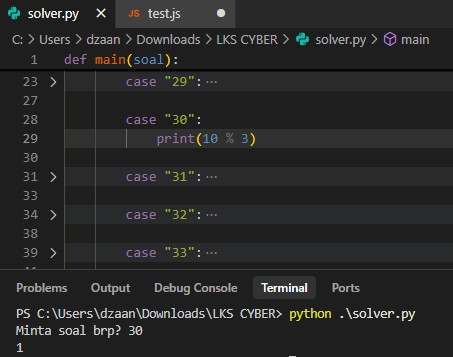 solver.py
JS test.js
C: > Users > dzaan > Downloads > LKS CYBER > solver.py > main
1 def main(soal):
23 case "29":···
27
28 case "30":
29 print(10 % 3)
30
31 case "31":···
33
34 case "32":···
38
39 case "33":···
Problems Output Debug Console Terminal Ports
PS C:\Users\dzaan\Downloads\LKS CYBER> python .\solver.py
Minta soal brp? 30
1